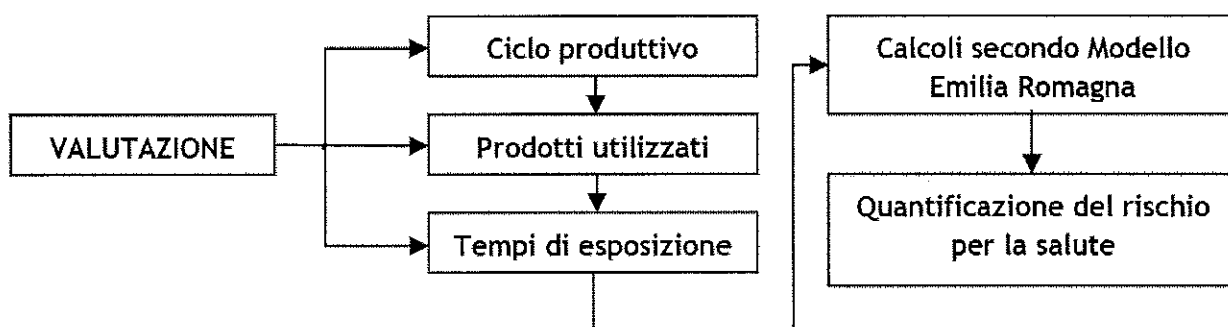 VALUTAZIONE
Ciclo produttivo
Prodotti utilizzati
Tempi di esposizione
Calcoli secondo Modello
Emilia Romagna
Quantificazione del rischio
per la salute